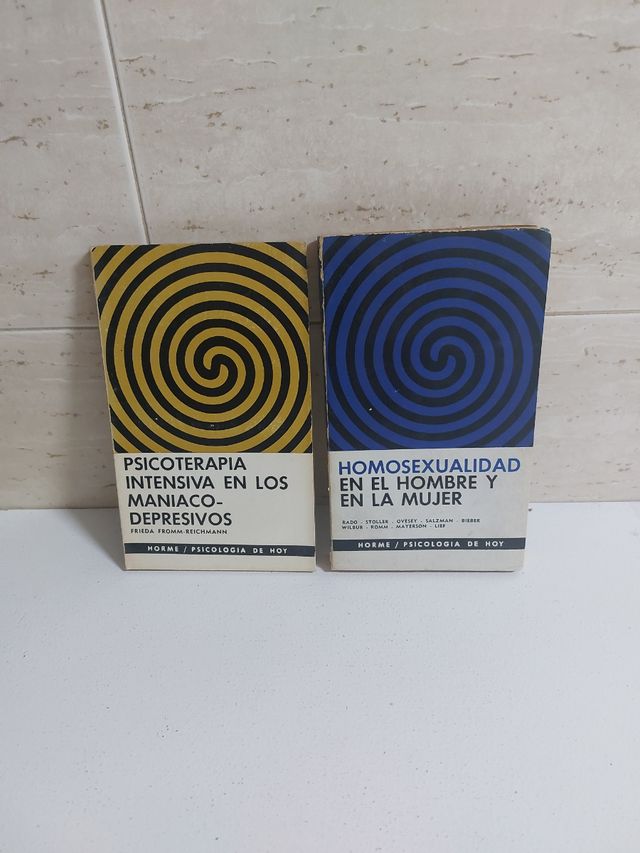 PSICOTERAPIA
INTENSIVA EN LOS
MANIACO-
DEPRESIVOS
FRIEDA FROMM-REICHMANN
HORME / PSICOLOGIA DE HOY
HOMOSEXUALIDAD
EN EL HOMBRE Y
EN LA MUJER
RADO - STOLLER - OVESEY - SALZMAN - BIEBER
WILBUR - ROMM - MATERSON - LIEF
HORME / PSICOLOGIA DE HOY